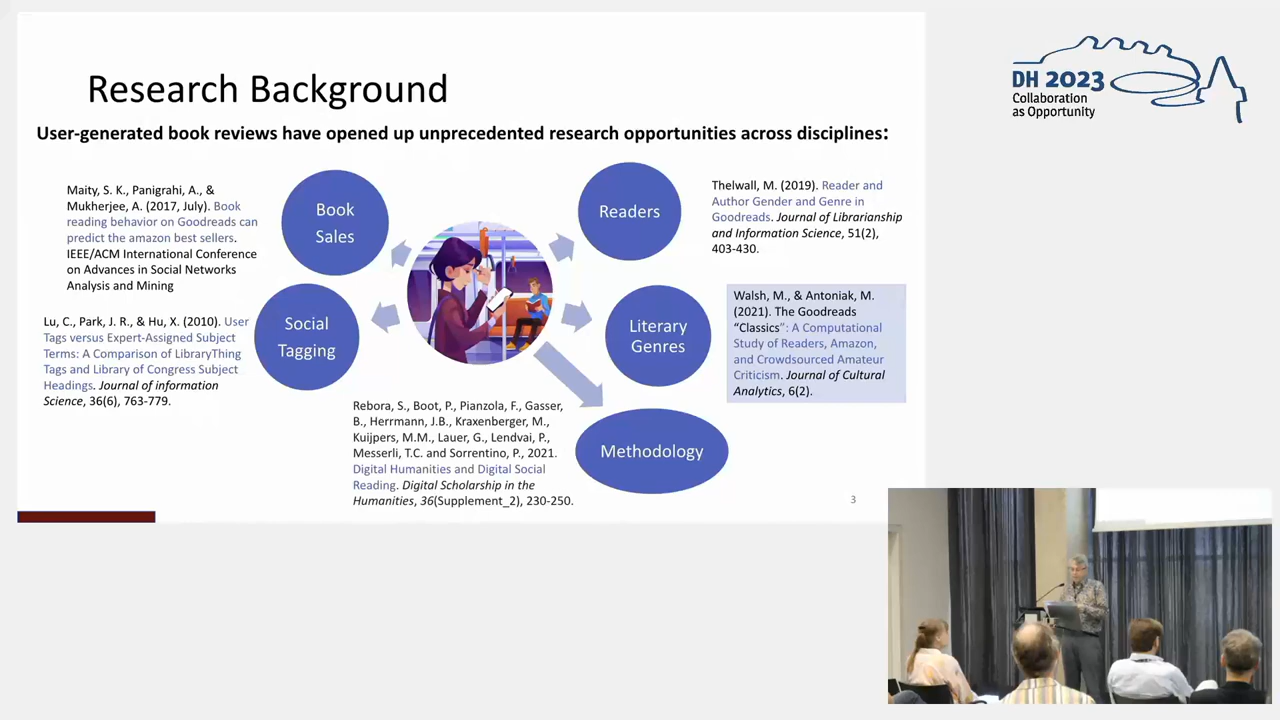 Research Background
User-generated book reviews have opened up unprecedented research opportunities across disciplines:
Maity, S. K., Panigrahi, A., &
Mukherjee, A. (2017, July). Book
reading behavior on Goodreads can
predict the amazon best sellers.
IEEE/ACM International Conference
on Advances in Social Networks
Analysis and Mining
Book
Sales
Readers
Thelwall, M. (2019). Reader and
Author Gender and Genre in
Goodreads. Journal of Librarianship
and Information Science, 51(2),
403-430.
Lu, C., Park, J. R., & Hu, X. (2010). User
Tags versus Expert-Assigned Subject
Terms: A Comparison of LibraryThing
Tags and Library of Congress Subject
Headings. Journal of information
Science, 36(6), 763-779.
Social
Tagging
Literary
Genres
Walsh, M., & Antoniak, M.
(2021). The Goodreads
“Classics”: A Computational
Study of Readers, Amazon,
and Crowdsourced Amateur
Criticism. Journal of Cultural
Analytics, 6(2).
Rebora, S., Boot, P., Pianzola, F., Gasser,
B., Herrmann, J.B., Kraxenberger, M.,
Kuijpers, M.M., Lauer, G., Lendvai, P.,
Messerli, T.C. and Sorrentino, P., 2021.
Digital Humanities and Digital Social
Reading. Digital Scholarship in the
Humanities, 36(Supplement_2), 230-250.
Methodology
3
DH 2023
Collaboration
as Opportunity